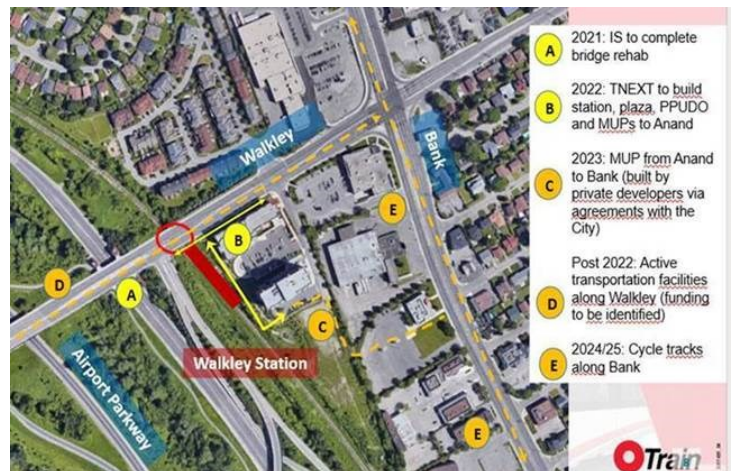 A
2021: IS to complete
bridge rehab
B
2022: TNEXT to build
station, plaza, PPUDO
and MUPs to Anand
C
2023: MUP from Anand
to Bank (built by
private developers via
agreements with the
City)
D
Post 2022: Active
transportation facilities
along Walkley (funding
to be identified)
E
2024/25: Cycle tracks
along Bank
Walkley
Bank
E
B
D
A
C
Walkley Station
Airport Parkway
E
OTrain